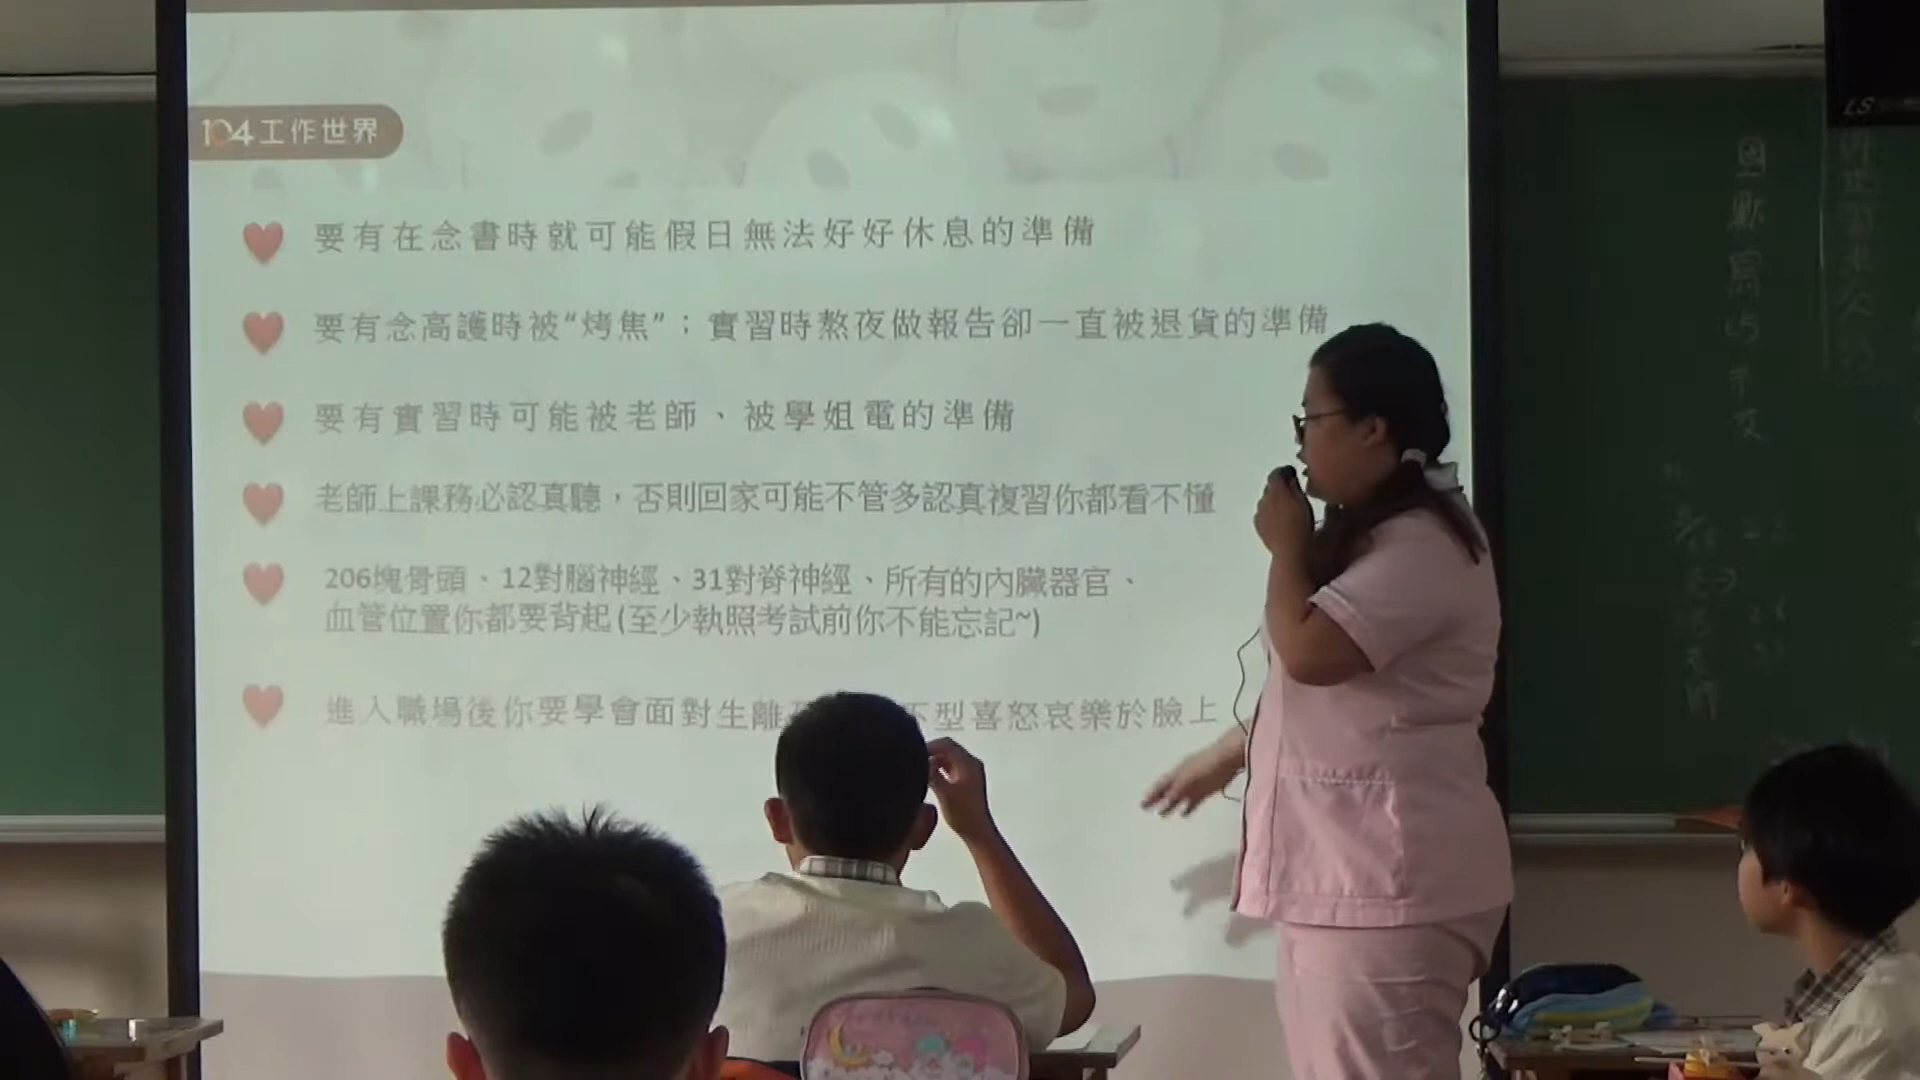 104工作世界
要有在念書時就可能假日無法好好休息的準備
要有念高護時被“烤焦”；實習時熬夜做報告卻一直被退貨的準備
要有實習時可能被老師、被學姐電的準備
老師上課務必認真聽，否則回家可能不管多認真複習你都看不懂
206塊骨頭、12對腦神經、31對脊神經、所有的內臟器官、
血管位置你都要背起(至少執照考試前你不能忘記~)
進入職場後你要學會面對生離 不型喜怒哀樂於臉上